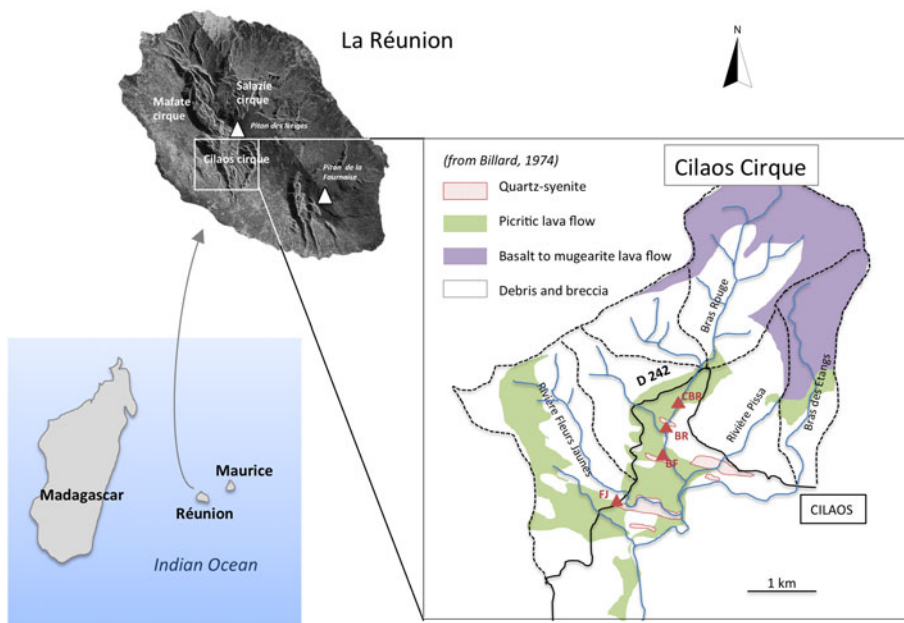 La Réunion
N
Salazie
cirque
Mafate
cirque
Piton des Neiges
Cilaos cirque
Piton de la
Fournaise
(from Billard, 1974)
Cilaos Cirque
Quartz-syenite
Picritic lava flow
Basalt to mugearite lava flow
Debris and breccia
Bras Rouge
D 242
Rivière Fleurs Jaunes
Rivière Pissa
Bras des Etangs
CBR
BR
BF
FJ
CILAOS
1 km
Madagascar
Maurice
Réunion
Indian Ocean